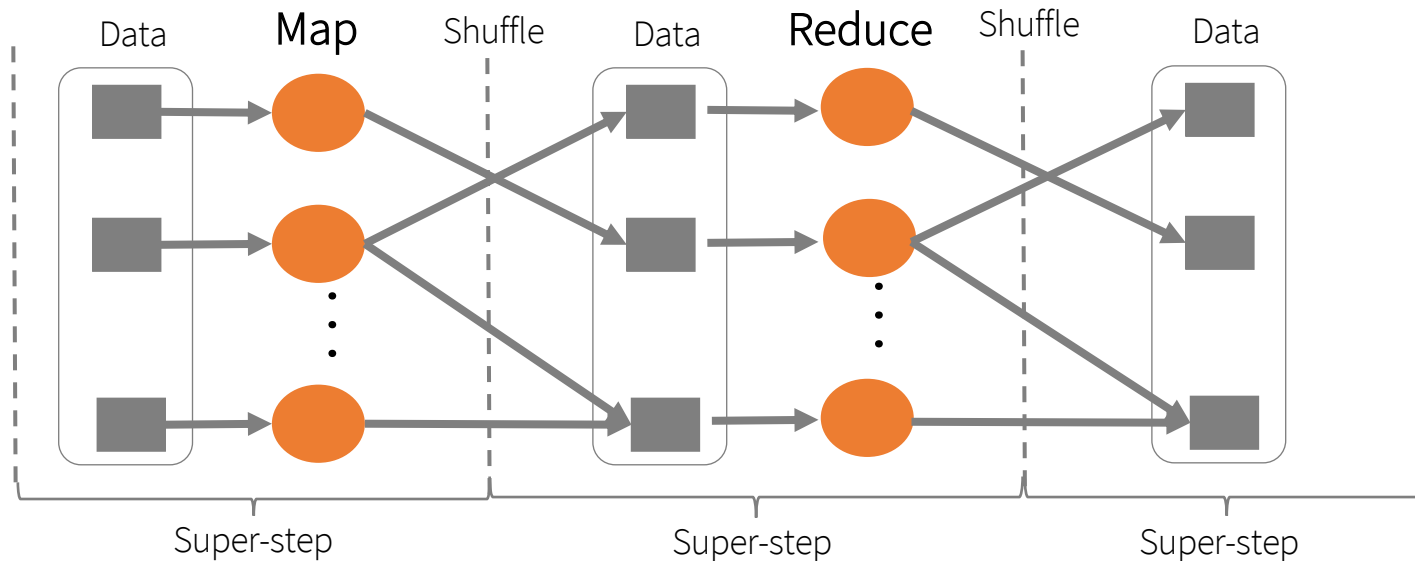 Data
Map
Shuffle
Data
Reduce
Shuffle
Data
Super-step
Super-step
Super-step